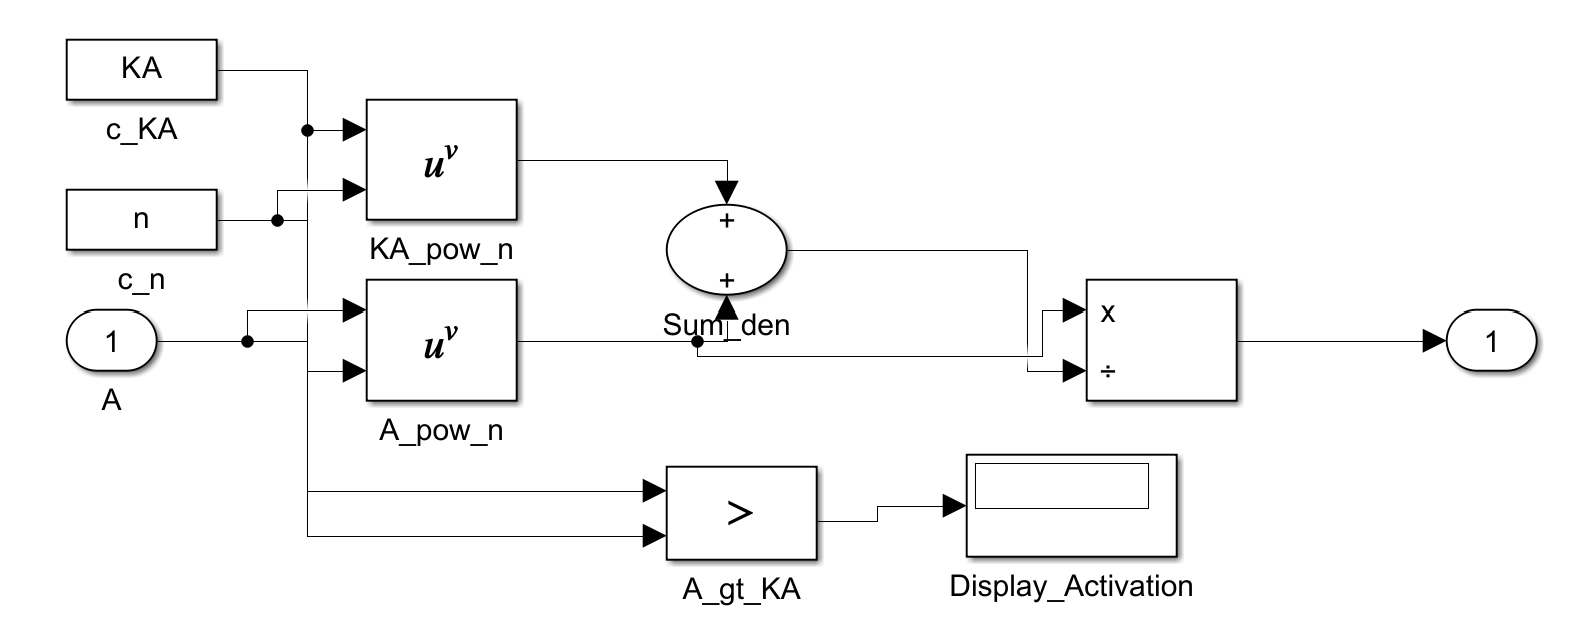 KA
c_KA
n
c_n
1
A
u^v
KA_pow_n
u^v
A_pow_n
+
+
Sum_den
x
÷
1
>
A_gt_KA
Display_Activation